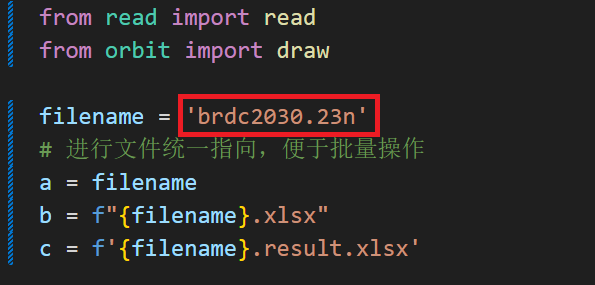 from read import read
from orbit import draw
filename = 'brdc2030.23n'
# 进行文件统一指向，便于批量操作
a = filename
b = f"{filename}.xlsx"
c = f'{filename}.result.xlsx'